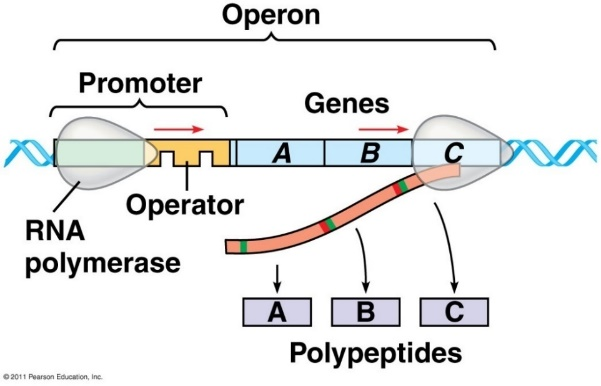 Operon
Promoter
Genes
A
B
C
Operator
RNA
polymerase
A
B
C
Polypeptides
© 2011 Pearson Education, Inc.